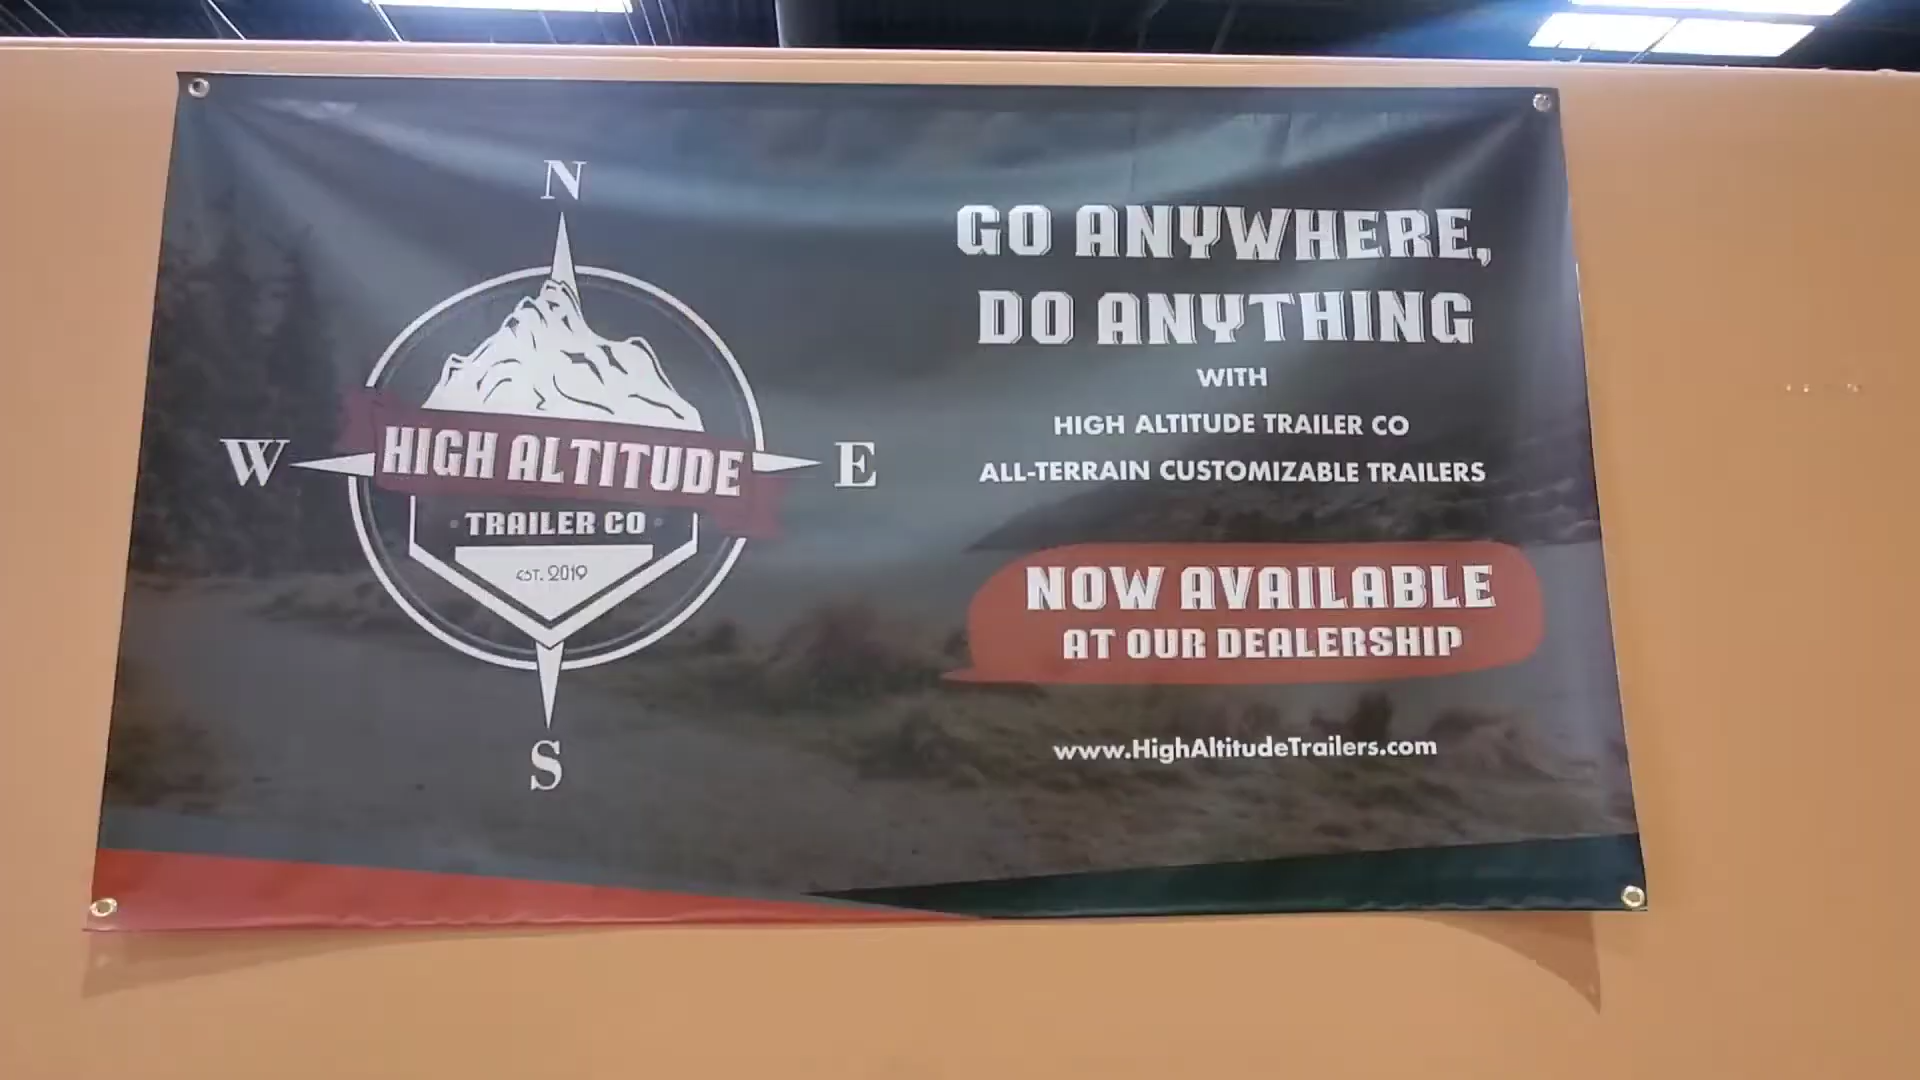 N
W
E
HIGH ALTITUDE
TRAILER CO
EST. 2019
S
GO ANYWHERE,
DO ANYTHING
WITH
HIGH ALTITUDE TRAILER CO
ALL-TERRAIN CUSTOMIZABLE TRAILERS
NOW AVAILABLE
AT OUR DEALERSHIP
www.HighAltitudeTrailers.com